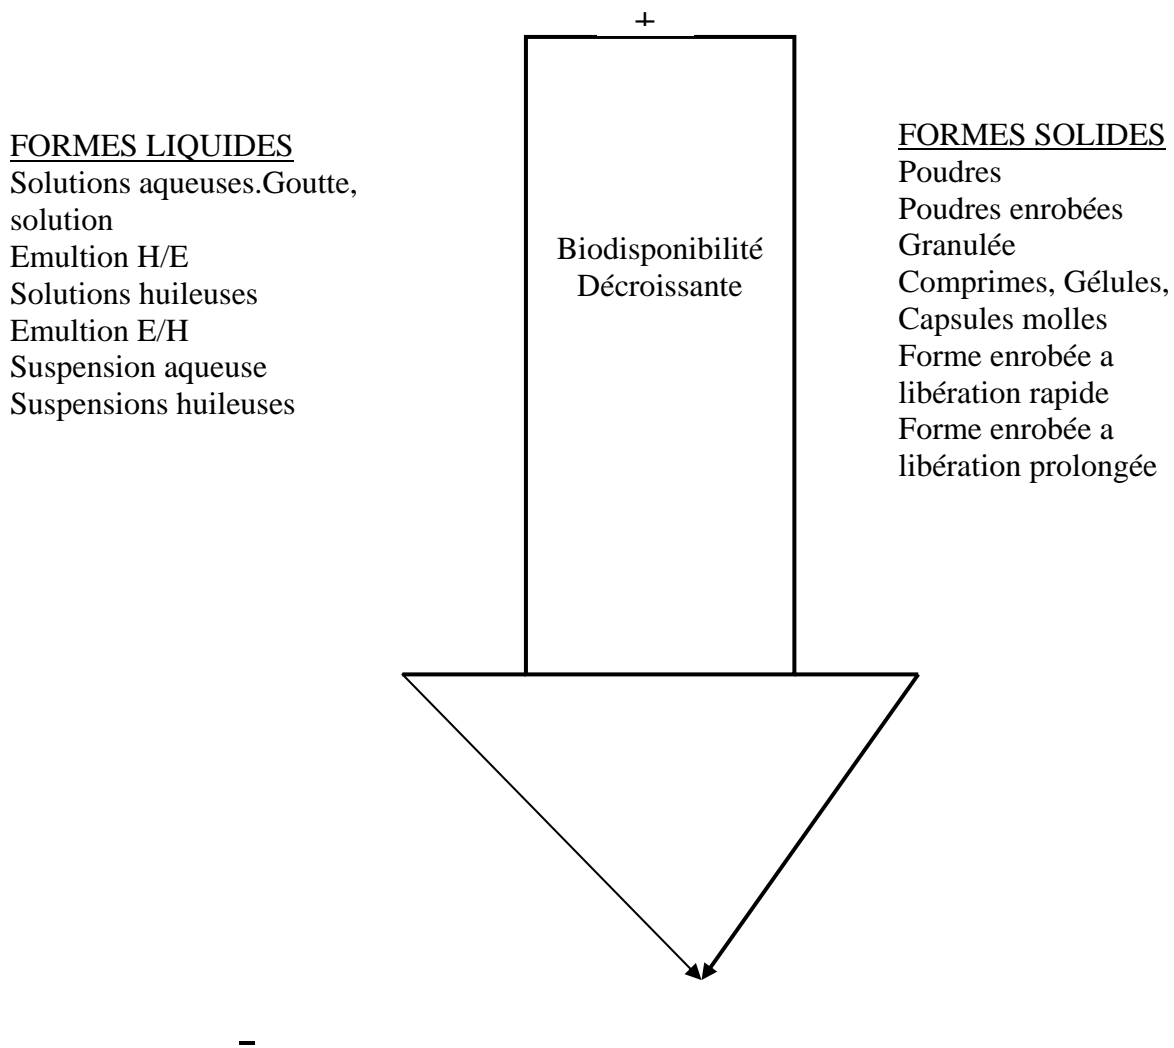 +
FORMES LIQUIDES
Solutions aqueuses.Goutte,
solution
Emultion H/E
Solutions huileuses
Emultion E/H
Suspension aqueuse
Suspensions huileuses
Biodisponibilité
Décroissante
FORMES SOLIDES
Poudres
Poudres enrobées
Granulée
Comprimes, Gélules,
Capsules molles
Forme enrobée a
libération rapide
Forme enrobée a
libération prolongée
-